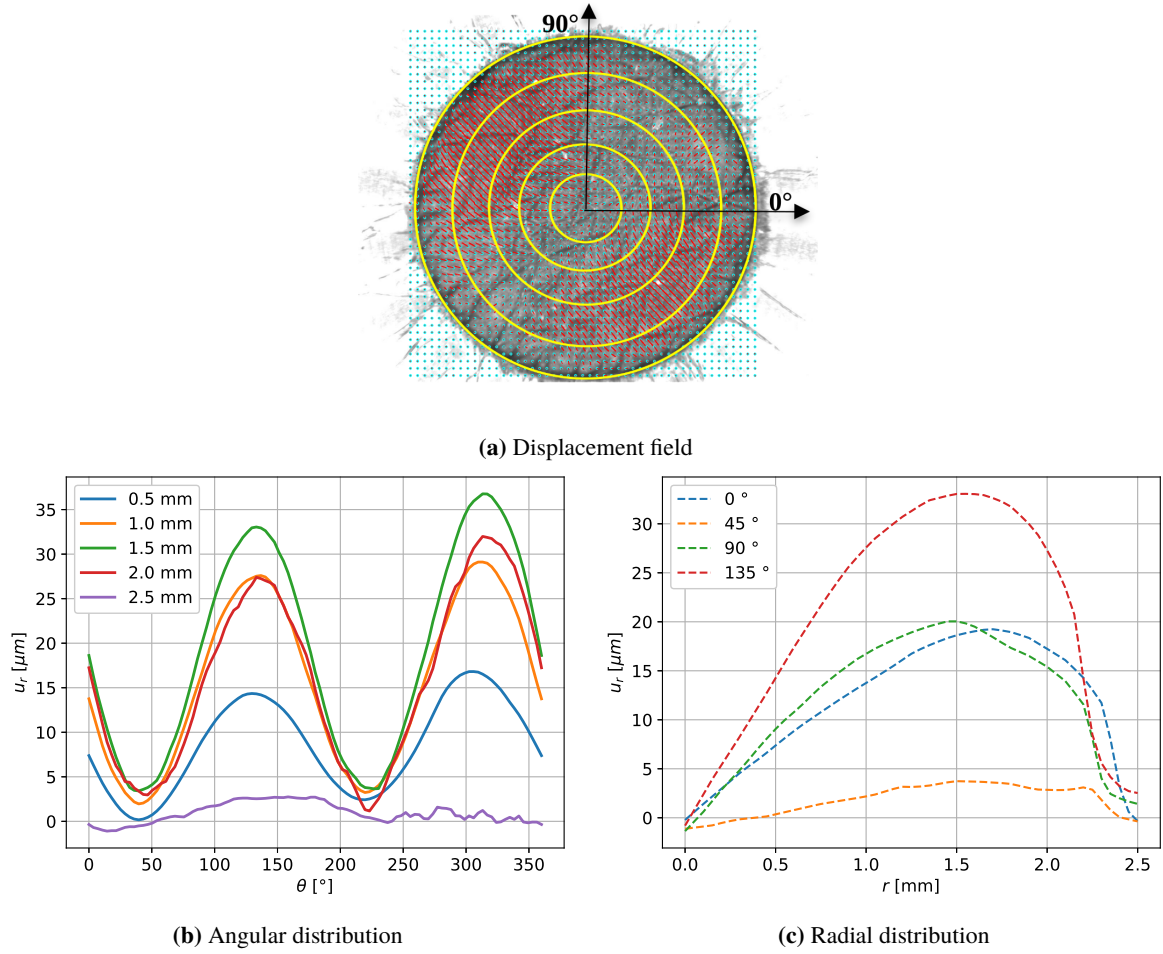 90°
0°
(a) Displacement field
0.5 mm
1.0 mm
1.5 mm
2.0 mm
2.5 mm
35
30
25
20
15
10
5
0
u_r [μm]
0 50 100 150 200 250 300 350
θ [°]
(b) Angular distribution
0 °
45 °
90 °
135 °
30
25
20
15
10
5
0
u_r [μm]
0.0 0.5 1.0 1.5 2.0 2.5
r [mm]
(c) Radial distribution